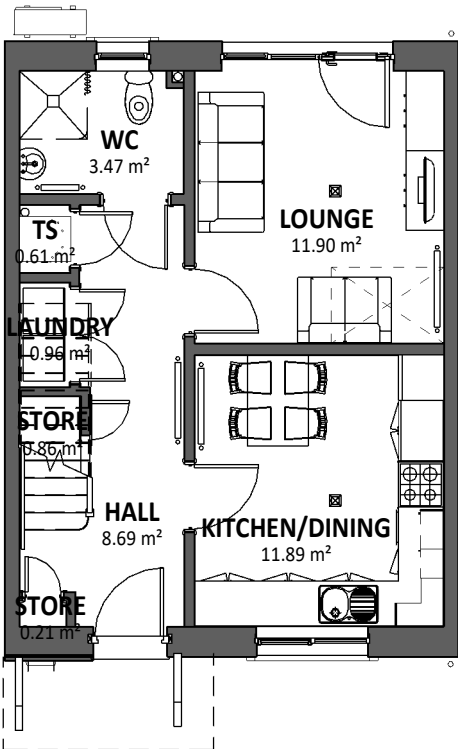 WC
3.47 m²
TS
0.61 m²
LOUNGE
11.90 m²
LAUNDRY
0.96 m²
STORE
0.86 m²
HALL
8.69 m²
KITCHEN/DINING
11.89 m²
STORE
0.21 m²